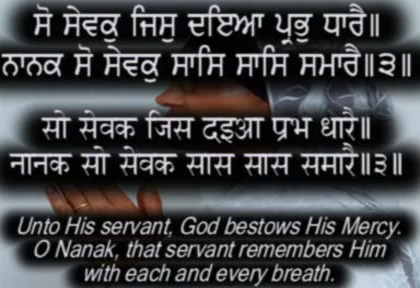 ਸੋ ਸੇਵਕੁ ਜਿਸੁ ਦਇਆ ਪ੍ਰਭੁ ਧਾਰੈ॥
ਨਾਨਕ ਸੋ ਸੇਵਕੁ ਸਾਸਿ ਸਾਸਿ ਸਮਾਰੈ॥੩॥
सो सेवक जिस दइआ प्रभ धारै॥
नानक सो सेवक सास सास समारै॥३॥
Unto His servant, God bestows His Mercy.
O Nanak, that servant remembers Him
with each and every breath.